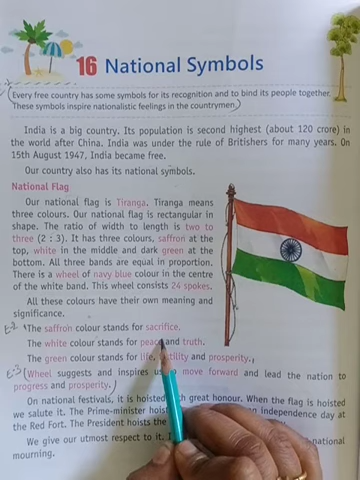 16 National Symbols
Every free country has some symbols for its recognition and to bind its people together.
These symbols inspire nationalistic feelings in the countrymen.
India is a big country. Its population is second highest (about 120 crore) in
the world after China. India was under the rule of Britishers for many years. On
15th August 1947, India became free.
Our country also has its national symbols.
National Flag
Our national flag is Tiranga. Tiranga means
three colours. Our national flag is rectangular in
shape. The ratio of width to length is two to
three (2 : 3). It has three colours, saffron at the
top, white in the middle and dark green at the
bottom. All three bands are equal in proportion.
There is a wheel of navy blue colour in the centre
of the white band. This wheel consists 24 spokes.
All these colours have their own meaning and
significance.
The saffron colour stands for sacrifice.
The white colour stands for peace and truth.
The green colour stands for life, and prosperity.
E-3 Wheel suggests and inspires us move forward and lead the nation to
progress and prosperity.
On national festivals, it is hoisted great honour. When the flag is hoisted
we salute it. The Prime-minister independence day at
the Red Fort. The President hoists the
We give our utmost respect to it. national
mourning.